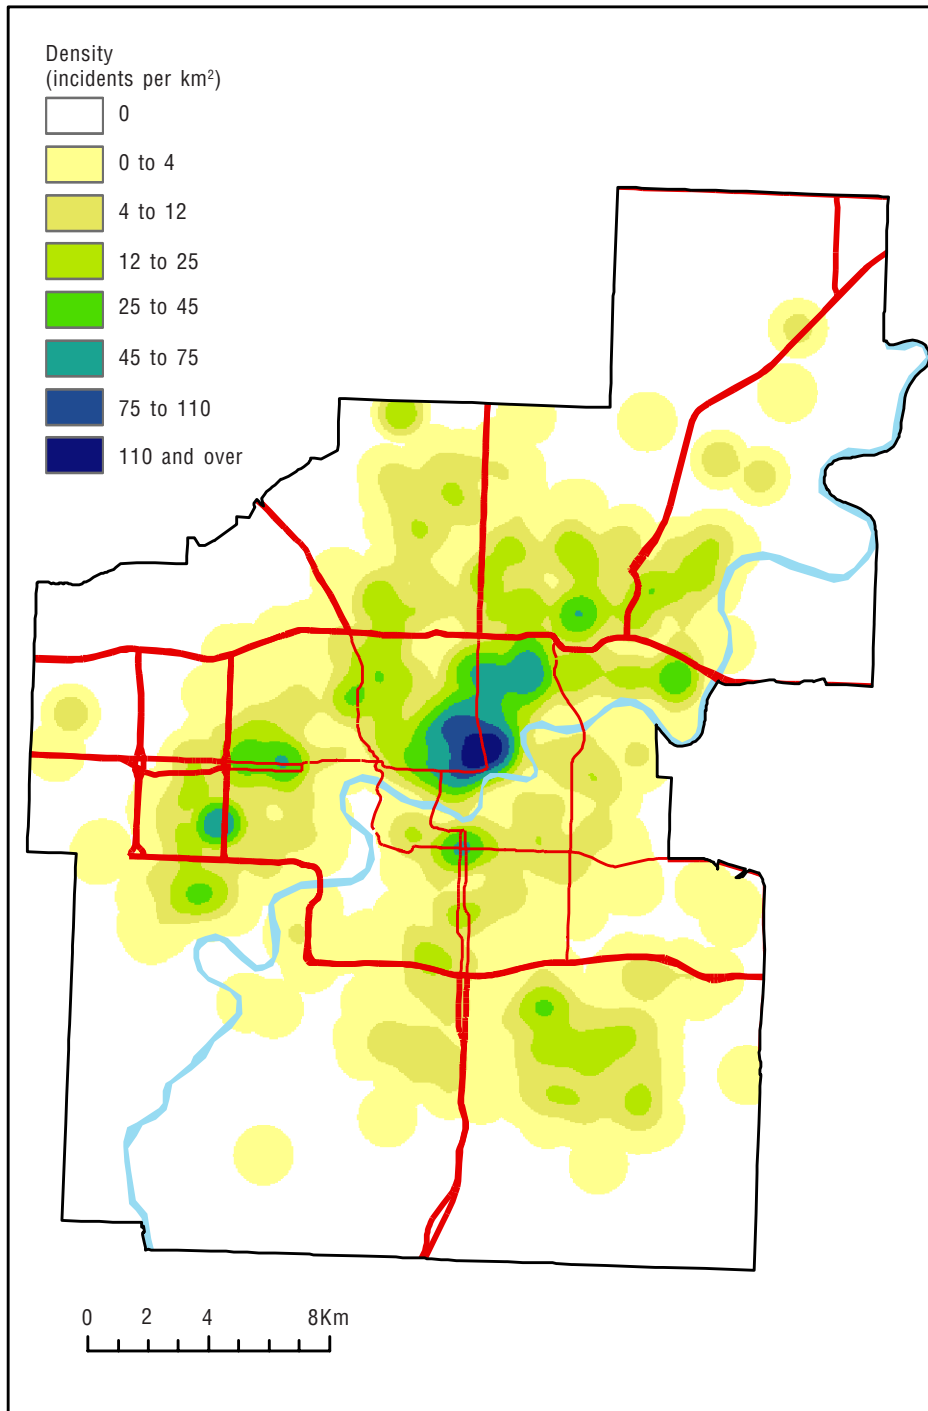 Density
(incidents per km²)
0
0 to 4
4 to 12
12 to 25
25 to 45
45 to 75
75 to 110
110 and over
0 2 4 8Km